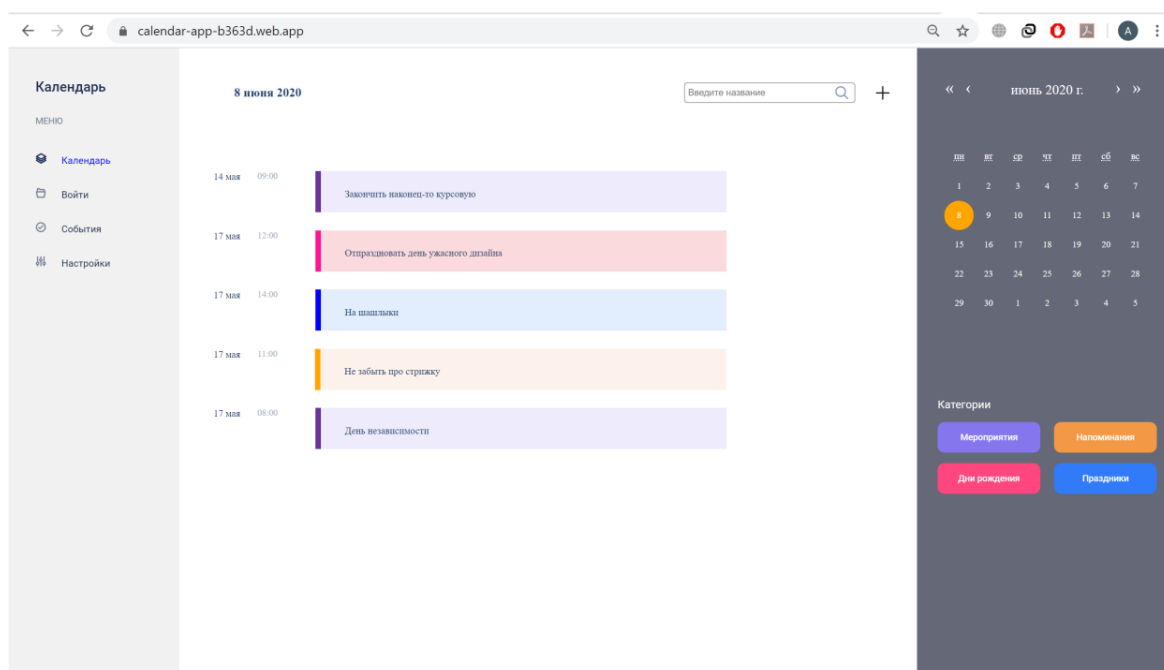 calendar-app-b363d.web.app
A
Календарь
МЕНЮ
Календарь
Войти
События
Настройки
8 июня 2020
Введите название
14 мая 09:00
Закончить наконец-то курсовую
17 мая 12:00
Отпраздновать день ужасного дизайна
17 мая 14:00
На шашлыки
17 мая 11:00
Не забыть про стрижку
17 мая 08:00
День независимости
« ‹ июнь 2020 г. › »
пн вт ср чт пт сб вс
1 2 3 4 5 6 7
8 9 10 11 12 13 14
15 16 17 18 19 20 21
22 23 24 25 26 27 28
29 30 1 2 3 4 5
Категории
Мероприятия Напоминания
Дни рождения Праздники